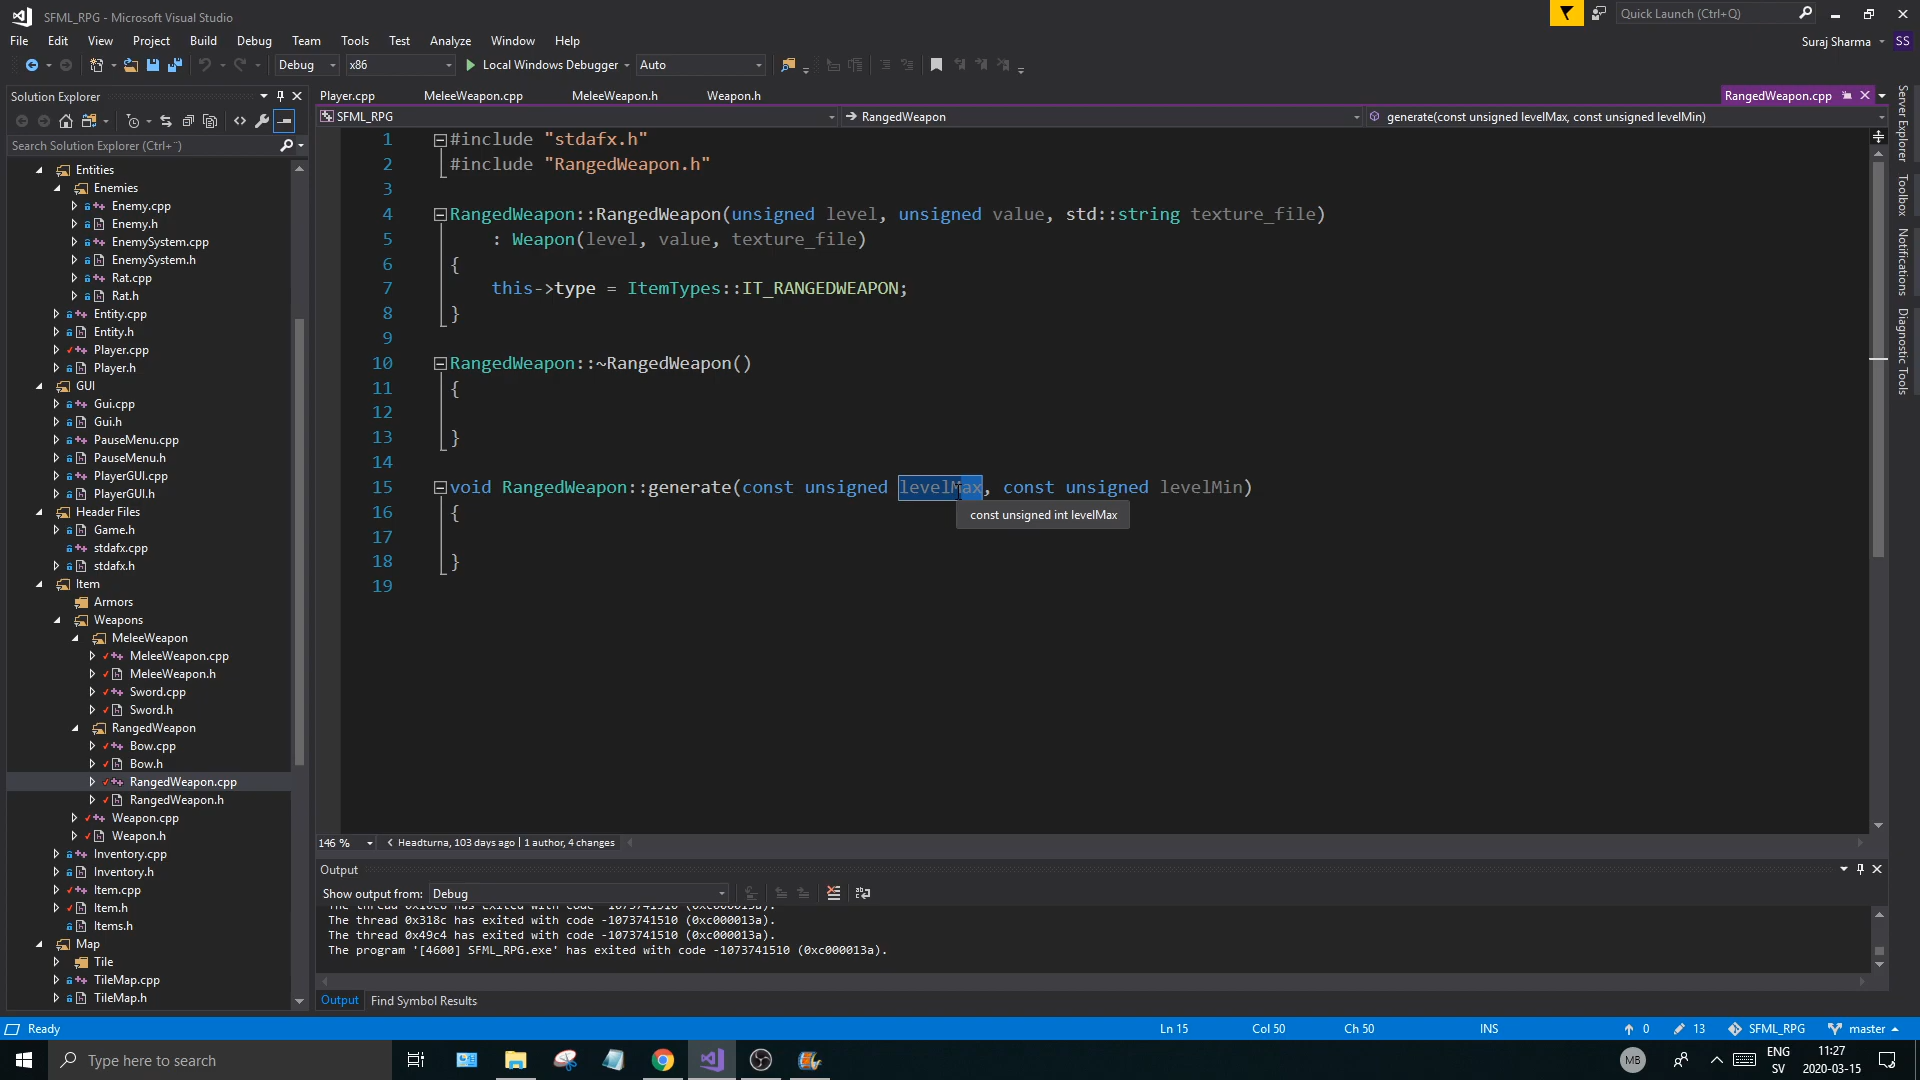 SFML_RPG - Microsoft Visual Studio
Quick Launch (Ctrl+Q)
File Edit View Project Build Debug Team Tools Test Analyze Window Help
Suraj Sharma SS
Debug x86 Local Windows Debugger Auto
Solution Explorer
Search Solution Explorer (Ctrl+¨)
Entities
Enemies
Enemy.cpp
Enemy.h
EnemySystem.cpp
EnemySystem.h
Rat.cpp
Rat.h
Entity.cpp
Entity.h
Player.cpp
Player.h
GUI
Gui.cpp
Gui.h
PauseMenu.cpp
PauseMenu.h
PlayerGUI.cpp
PlayerGUI.h
Header Files
Game.h
stdafx.cpp
stdafx.h
Item
Armors
Weapons
MeleeWeapon
MeleeWeapon.cpp
MeleeWeapon.h
Sword.cpp
Sword.h
RangedWeapon
Bow.cpp
Bow.h
RangedWeapon.cpp
RangedWeapon.h
Weapon.cpp
Weapon.h
Inventory.cpp
Inventory.h
Item.cpp
Item.h
Items.h
Map
Tile
TileMap.cpp
TileMap.h
Player.cpp MeleeWeapon.cpp MeleeWeapon.h Weapon.h RangedWeapon.cpp
SFML_RPG RangedWeapon generate(const unsigned levelMax, const unsigned levelMin)
1 #include "stdafx.h"
2 #include "RangedWeapon.h"
3
4 RangedWeapon::RangedWeapon(unsigned level, unsigned value, std::string texture_file)
5 : Weapon(level, value, texture_file)
6 {
7 this->type = ItemTypes::IT_RANGEDWEAPON;
8 }
9
10 RangedWeapon::~RangedWeapon()
11 {
12
13 }
14
15 void RangedWeapon::generate(const unsigned levelMax, const unsigned levelMin)
16 {
const unsigned int levelMax
17
18 }
19
146 % Headturna, 103 days ago | 1 author, 4 changes
Output
Show output from: Debug
The thread 0x318c has exited with code -1073741510 (0xc000013a).
The thread 0x49c4 has exited with code -1073741510 (0xc000013a).
The program '[4600] SFML_RPG.exe' has exited with code -1073741510 (0xc000013a).
Output Find Symbol Results
Server Explorer
Toolbox
Notifications
Diagnostic Tools
Ready Ln 15 Col 50 Ch 50 INS 0 13 SFML_RPG master
Type here to search
MB
ENG
SV
11:27
2020-03-15